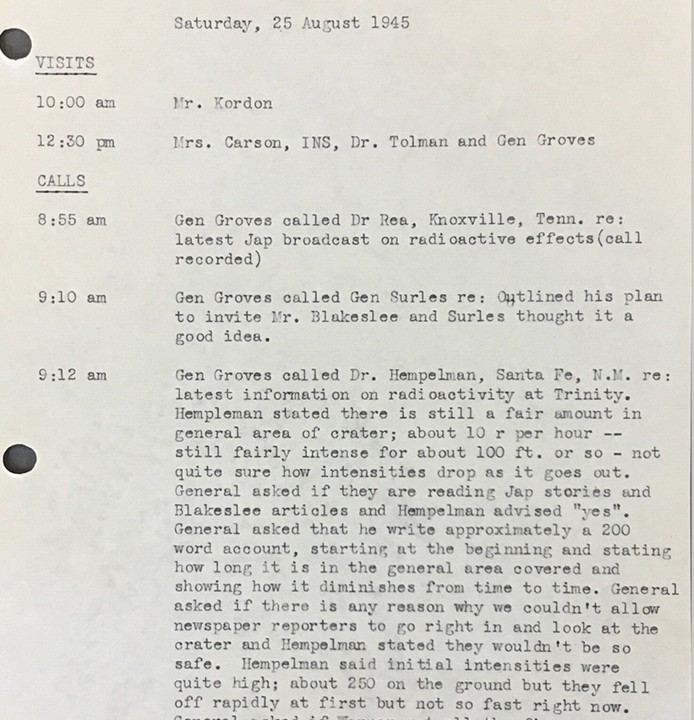 Saturday, 25 August 1945
VISITS
10:00 am Mr. Kordon
12:30 pm Mrs. Carson, INS, Dr. Tolman and Gen Groves
CALLS
8:55 am Gen Groves called Dr Rea, Knoxville, Tenn. re:
latest Jap broadcast on radioactive effects(call
recorded)
9:10 am Gen Groves called Gen Surles re: Outlined his plan
to invite Mr. Blakeslee and Surles thought it a
good idea.
9:12 am Gen Groves called Dr. Hempelman, Santa Fe, N.M. re:
latest information on radioactivity at Trinity.
Hempleman stated there is still a fair amount in
general area of crater; about 10 r per hour --
still fairly intense for about 100 ft. or so - not
quite sure how intensities drop as it goes out.
General asked if they are reading Jap stories and
Blakeslee articles and Hempelman advised "yes".
General asked that he write approximately a 200
word account, starting at the beginning and stating
how long it is in the general area covered and
showing how it diminishes from time to time. General
asked if there is any reason why we couldn't allow
newspaper reporters to go right in and look at the
crater and Hempelman stated they wouldn't be so
safe. Hempelman said initial intensities were
quite high; about 250 on the ground but they fell
off rapidly at first but not so fast right now.
General asked if